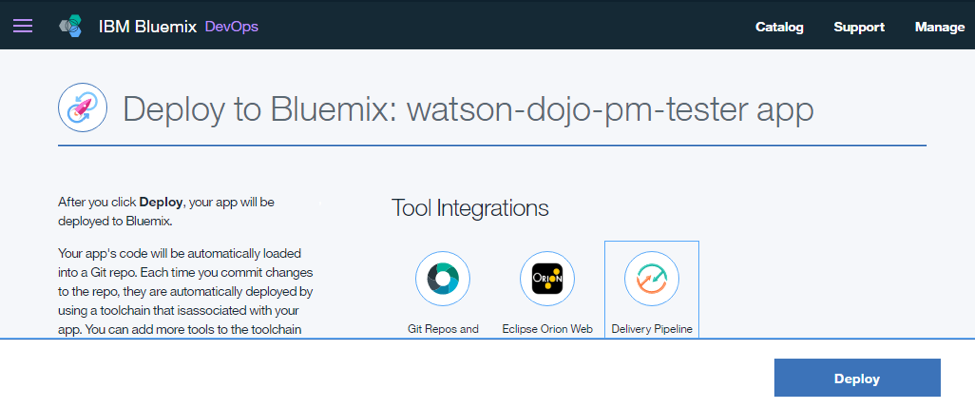 IBM Bluemix DevOps
Catalog Support Manage
Deploy to Bluemix: watson-dojo-pm-tester app
After you click Deploy, your app will be
deployed to Bluemix.
Your app's code will be automatically loaded
into a Git repo. Each time you commit changes
to the repo, they are automatically deployed by
using a toolchain that isassociated with your
app. You can add more tools to the toolchain
Tool Integrations
ORION
Git Repos and
Eclipse Orion Web
Delivery Pipeline
Deploy